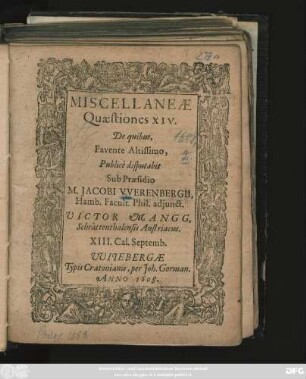 MISCELLANEÆ
Quæstiones XIV.
De quibus,
Favente Altissimo,
Publicè disputabit
Sub Præsidio
M. JACOBI VVERENBERGII,
Hamb. Facult. Phil. adjunct.
VICTOR MANGG,
Schrattenthalensis Austriacus.
XIII. Cal. Septemb.
VVITEBERGÆ
Typis Cratonianis, per Joh. Gorman.
ANNO 1608.